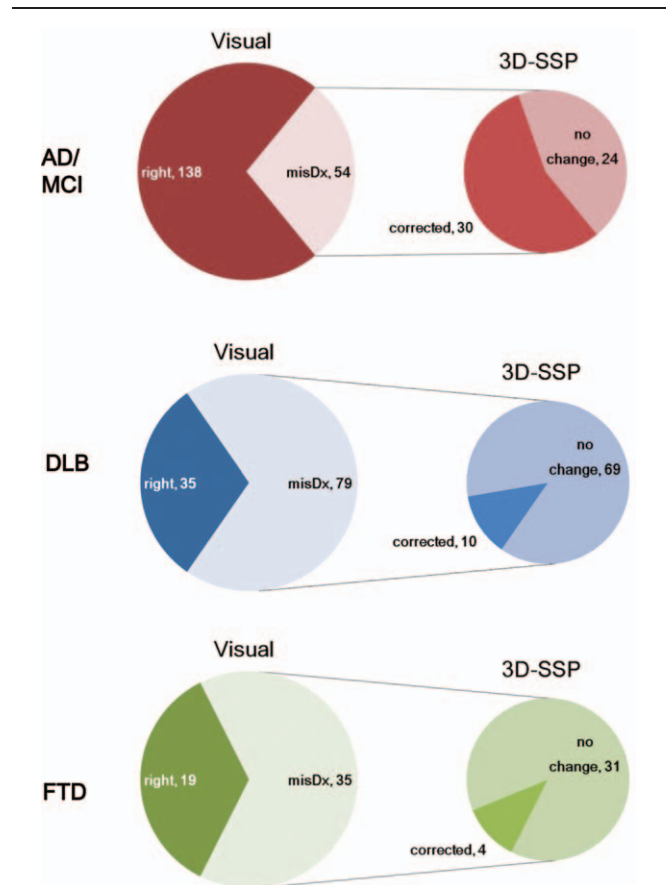 Visual
3D-SSP
AD/
MCI
right, 138
misDx, 54
no
change, 24
corrected, 30
Visual
3D-SSP
DLB
right, 35
misDx, 79
no
change, 69
corrected, 10
Visual
3D-SSP
FTD
right, 19
misDx, 35
no
change, 31
corrected, 4